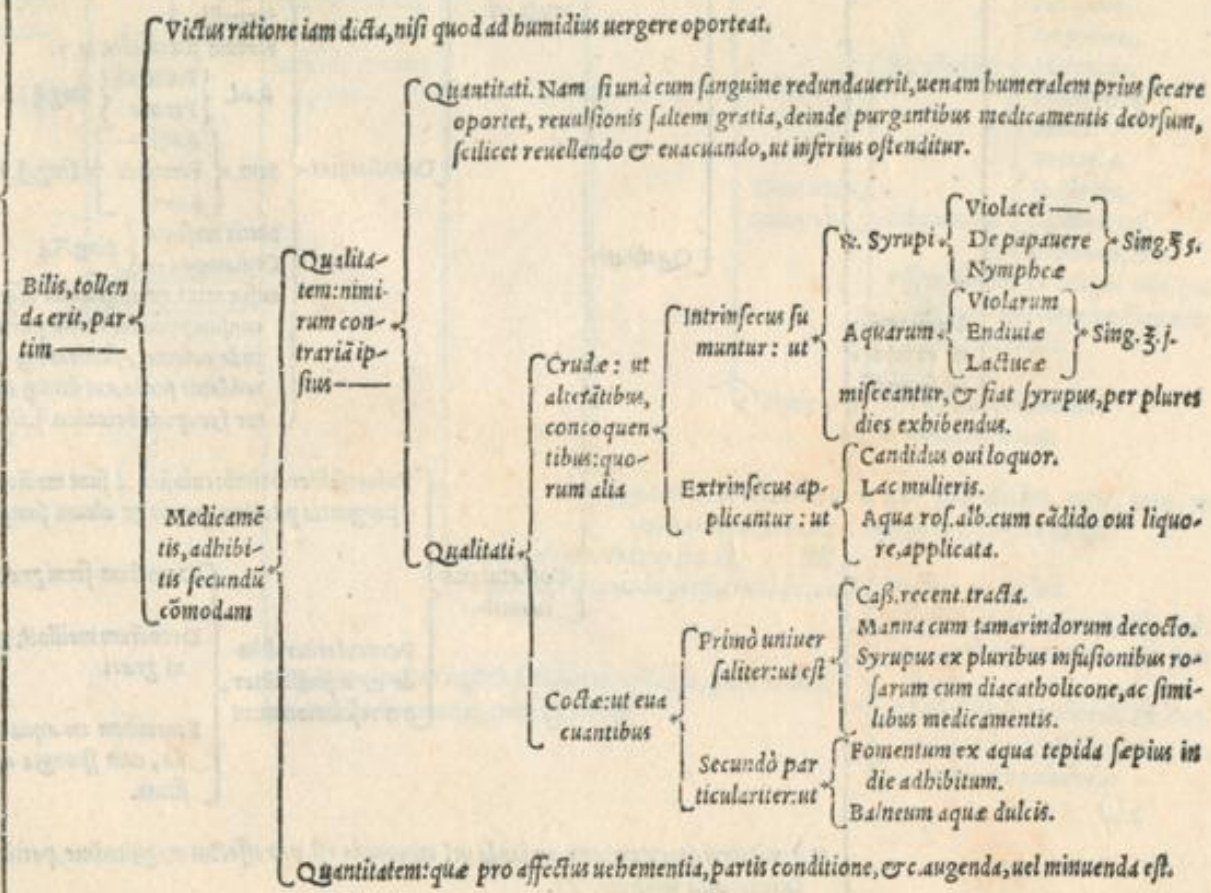 Victus ratione iam dicta, nisi quod ad humidius uergere oporteat.
Quantitati. Nam si unà cum sanguine redundauerit, uenam humeralem prius secare
oportet, reuulsionis saltem gratia, deinde purgantibus medicamentis deorsum,
scilicet reuellendo & euacuando, ut inferius ostenditur.
Bilis, tollen
da erit, par
tim
Qualita-
tem: nimi-
rum con-
trariã ip-
sius
Medicamẽ
tis, adhibi-
tis secundũ
cõmodam
Qualitati
Crudæ: ut
alterãtibus,
concoquen
tibus: quo-
rum alia
Intrinsecus su
muntur: ut
℞. Syrupi
Violacei
De papauere
Nympheæ
Sing. ℥ s.
Aquarum
Violarum
Endiuiæ
Lactucæ
Sing. ℥. j.
misceantur, & fiat syrupus, per plures
dies exhibendus.
Extrinsecus ap-
plicantur: ut
Candidus oui loquor.
Lac mulieris.
Aqua ros. alb. cum cãdido oui liquo-
re, applicata.
Coctæ: ut eua
cuantibus
Primò uniuer
saliter: ut est
Caß. recent. tracta.
Manna cum tamarindorum decocto.
Syrupus ex pluribus infusionibus ro-
sarum cum diacatholicone, ac simi-
libus medicamentis.
Secundò par
ticulariter: ut
Fomentum ex aqua tepida sæpius in
die adhibitum.
Balneum aquæ dulcis.
Quantitatem: quæ pro affectus uehementia, partis conditione, &c. augenda, uel minuenda est.